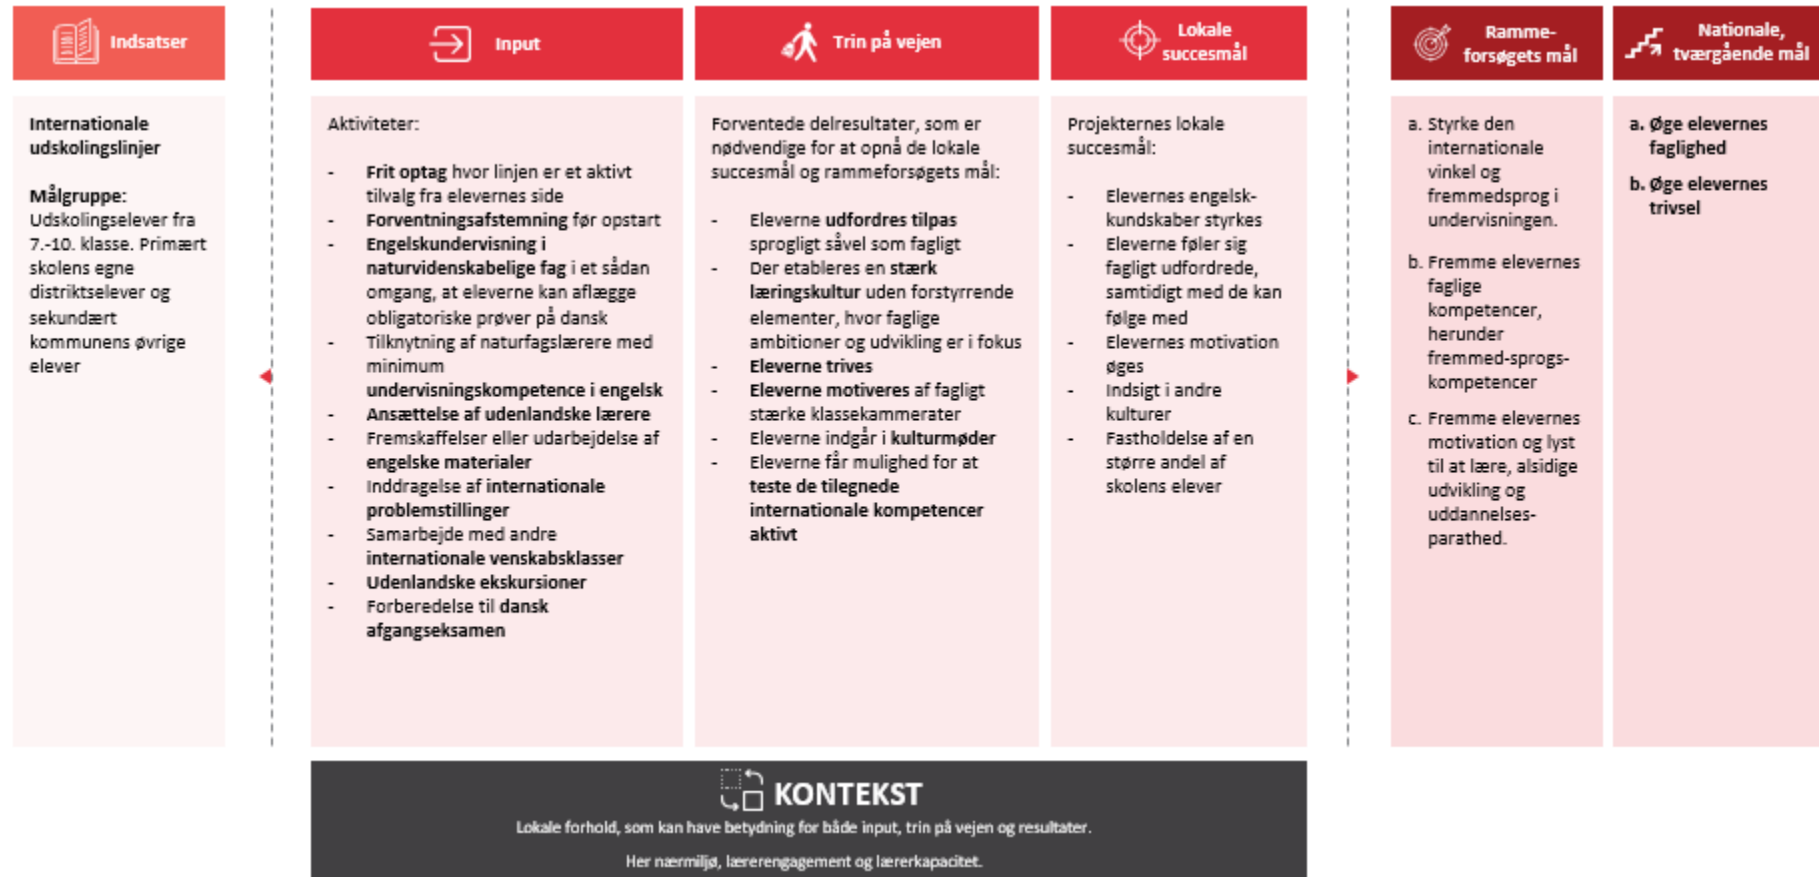 Indsatser
Internationale
udskolingslinjer
Målgruppe:
Udskolingselever fra
7.-10. klasse. Primært
skolens egne
distriktselever og
sekundært
kommunens øvrige
elever
Input
Aktiviteter:
- Frit optag hvor linjen er et aktivt
tilvalg fra elevernes side
- Forventningsafstemning før opstart
- Engelskundervisning i
naturvidenskabelige fag i et sådan
omgang, at eleverne kan aflægge
obligatoriske prøver på dansk
- Tilknytning af naturfagslærere med
minimum
undervisningskompetence i engelsk
- Ansættelse af udenlandske lærere
- Fremskaffelser eller udarbejdelse af
engelske materialer
- Inddragelse af internationale
problemstillinger
- Samarbejde med andre
internationale venskabsklasser
- Udenlandske ekskursioner
- Forberedelse til dansk
afgangseksamen
Trin på vejen
Forventede delresultater, som er
nødvendige for at opnå de lokale
succesmål og rammeforsøgets mål:
- Eleverne udfordres tilpas
sprogligt såvel som fagligt
- Der etableres en stærk
læringskultur uden forstyrrende
elementer, hvor faglige
ambitioner og udvikling er i fokus
- Eleverne trives
- Eleverne motiveres af fagligt
stærke klassekammerater
- Eleverne indgår i kulturmøder
- Eleverne får mulighed for at
teste de tilegnede
internationale kompetencer
aktivt
Lokale
succesmål
Projekternes lokale
succesmål:
- Elevernes engelsk-
kundskaber styrkes
- Eleverne føler sig
fagligt udfordrede,
samtidigt med de kan
følge med
- Elevernes motivation
øges
- Indsigt i andre
kulturer
- Fastholdelse af en
større andel af
skolens elever
Ramme-
forsøgets mål
a. Styrke den
internationale
vinkel og
fremmedsprog i
undervisningen.
b. Fremme elevernes
faglige
kompetencer,
herunder
fremmed-sprogs-
kompetencer
c. Fremme elevernes
motivation og lyst
til at lære, alsidige
udvikling og
uddannelses-
parathed.
Nationale,
tværgående mål
a. Øge elevernes
faglighed
b. Øge elevernes
trivsel
KONTEKST
Lokale forhold, som kan have betydning for både input, trin på vejen og resultater.
Her nærmiljø, lærerengagement og lærerkapacitet.